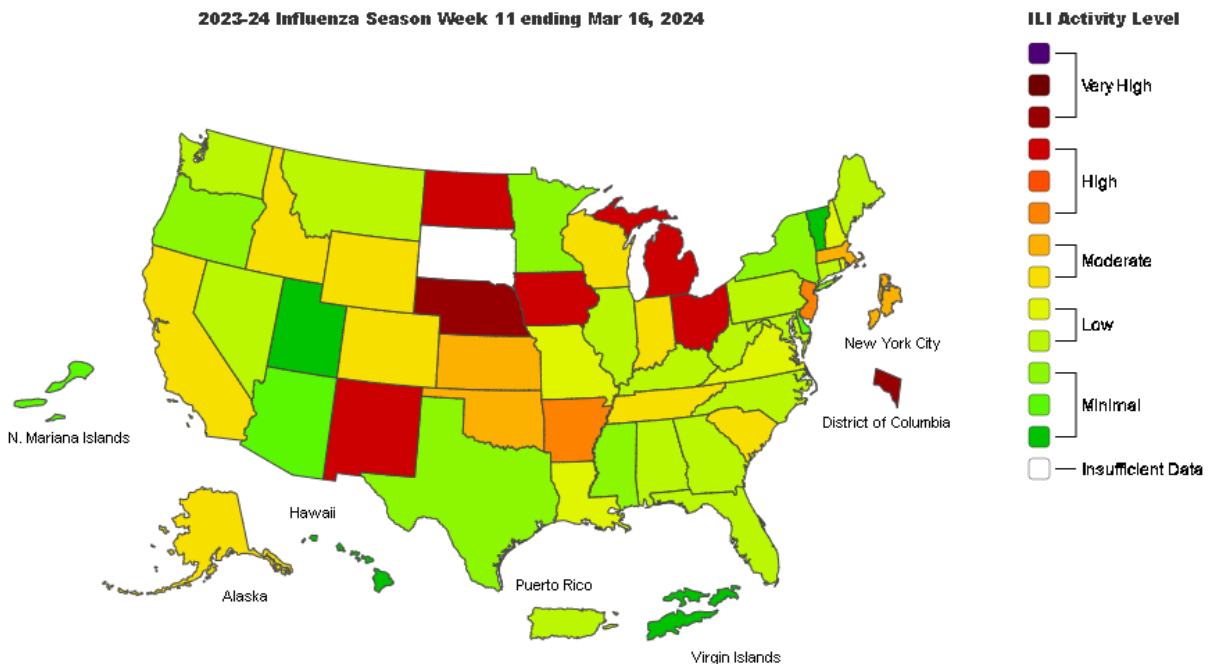 2023-24 Influenza Season Week 11 ending Mar 16, 2024
ILI Activity Level
Very High
High
Moderate
Low
Minimal
Insufficient Data
New York City
District of Columbia
N. Mariana Islands
Hawaii
Alaska
Puerto Rico
Virgin Islands